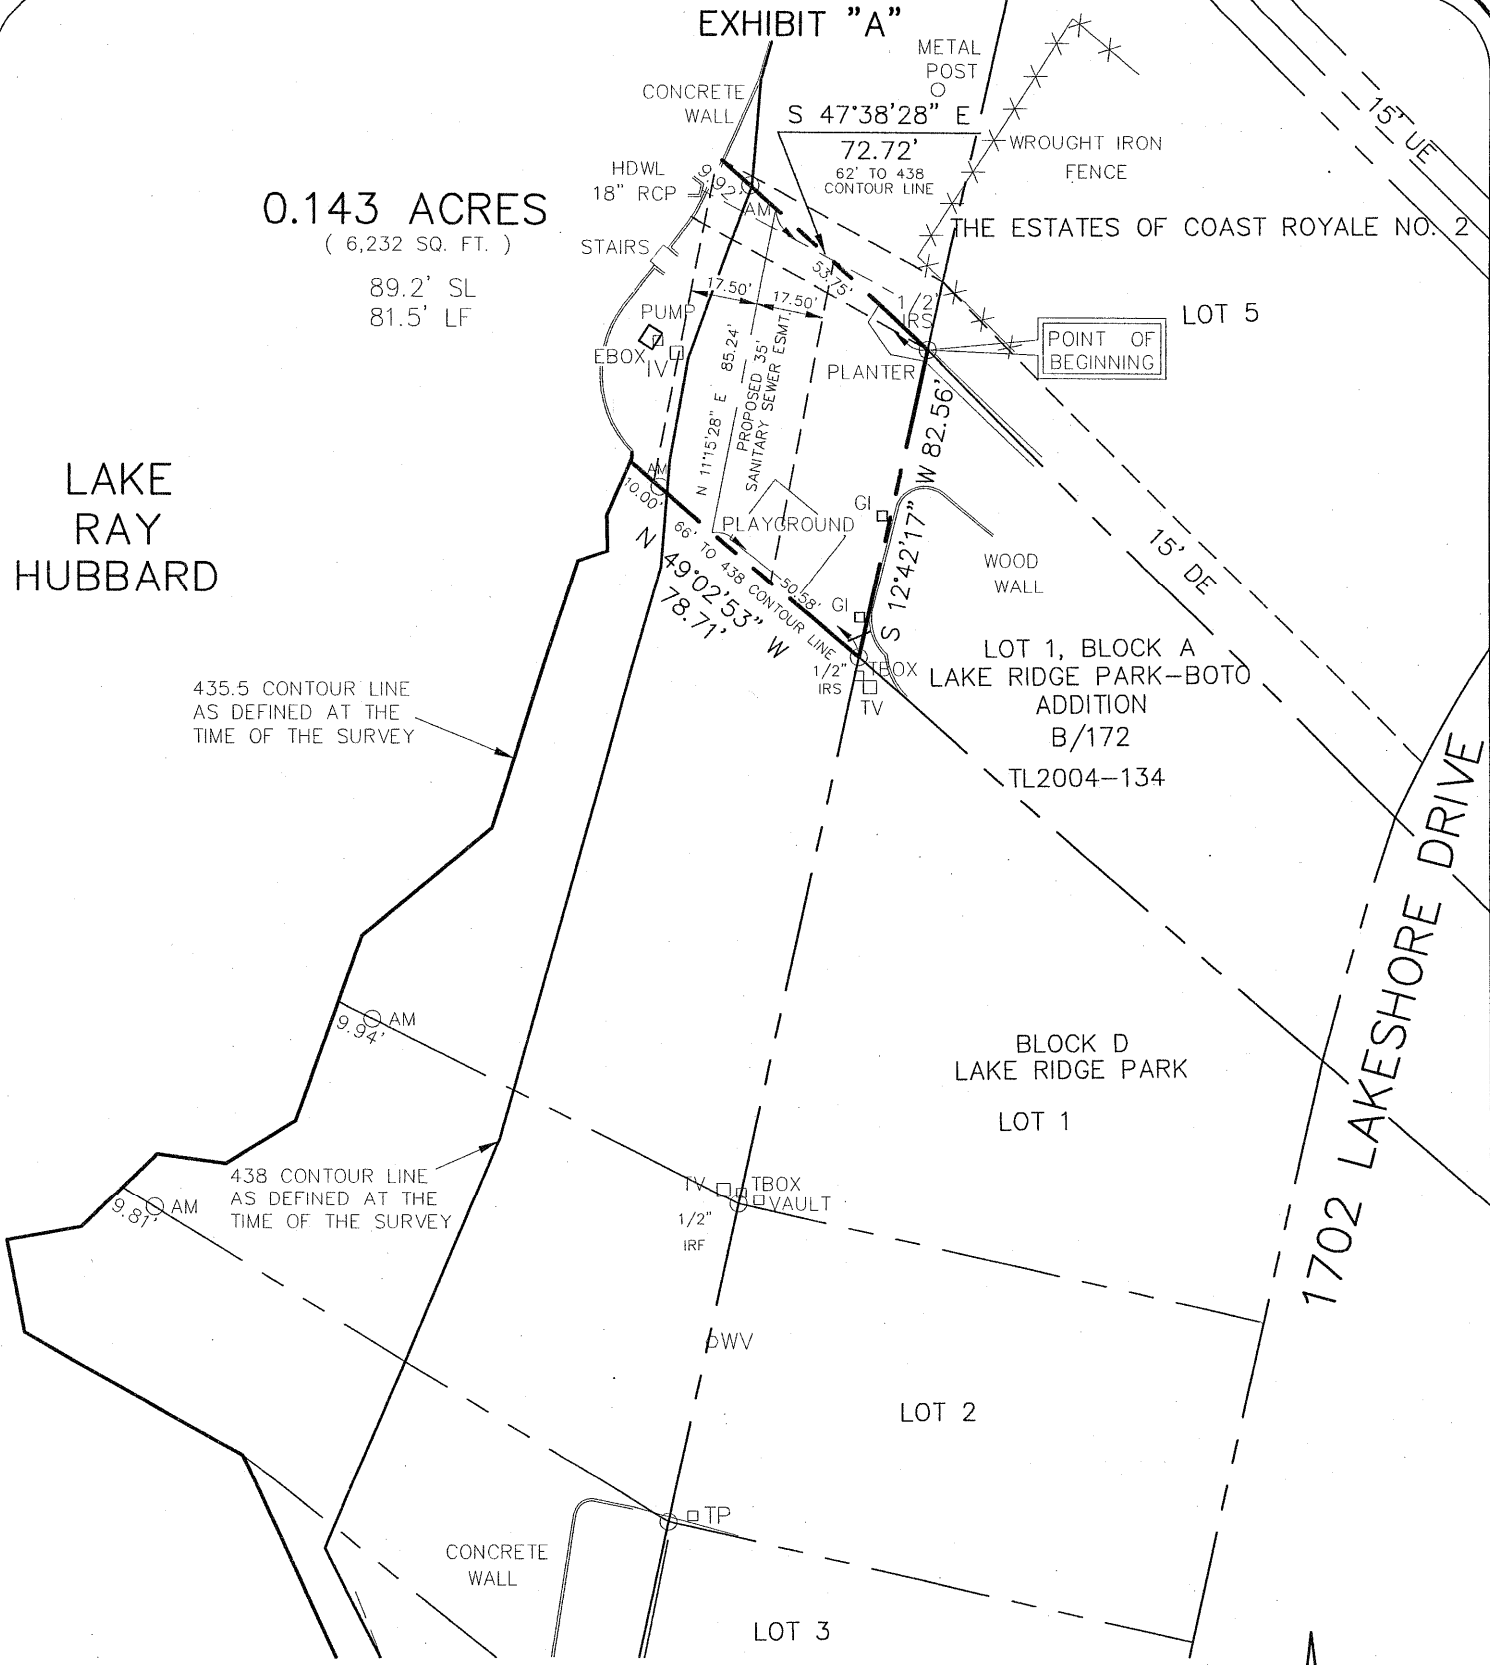 EXHIBIT "A"
METAL
POST
CONCRETE
WALL
S 47°38'28" E
72.72'
62' TO 438
CONTOUR LINE
15' UE
WROUGHT IRON
FENCE
HDWL
18" RCP
9.92'
AM
0.143 ACRES
( 6,232 SQ. FT. )
89.2' SL
81.5' LF
THE ESTATES OF COAST ROYALE NO. 2
STAIRS
53.75'
17.50'
17.50'
1/2"
IRS
LOT 5
PUMP
EBOX
IV
POINT OF
BEGINNING
PLANTER
N 11°15'28" E 85.24'
PROPOSED 35'
SANITARY SEWER ESMT.
S 12°42'17" W 82.56'
LAKE
RAY
HUBBARD
AM
10.00'
GI
PLAYGROUND
66' TO 438 CONTOUR LINE
N 49°02'53" W
78.71'
50.58'
GI
WOOD
WALL
15' DE
1/2"
IRS
TBOX
TV
LOT 1, BLOCK A
LAKE RIDGE PARK-BOTO
ADDITION
B/172
TL2004-134
435.5 CONTOUR LINE
AS DEFINED AT THE
TIME OF THE SURVEY
1702 LAKESHORE DRIVE
AM
9.94'
BLOCK D
LAKE RIDGE PARK
LOT 1
438 CONTOUR LINE
AS DEFINED AT THE
TIME OF THE SURVEY
AM
9.81'
TV
TBOX
VAULT
1/2"
IRF
WV
LOT 2
TP
CONCRETE
WALL
LOT 3